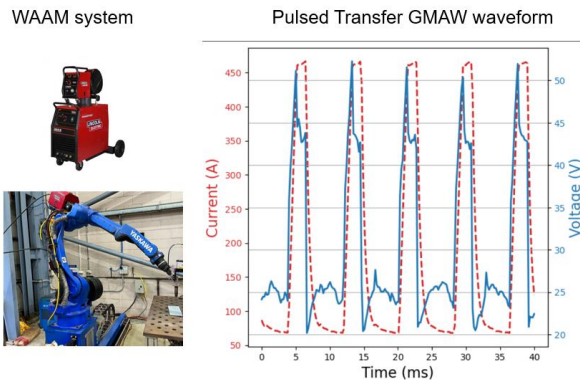 WAAM system
Pulsed Transfer GMAW waveform
LINCOLN
YASKAWA
Current (A)
450
400
350
300
250
200
150
100
50
Voltage (V)
50
45
40
35
30
25
20
0 5 10 15 20 25 30 35 40
Time (ms)